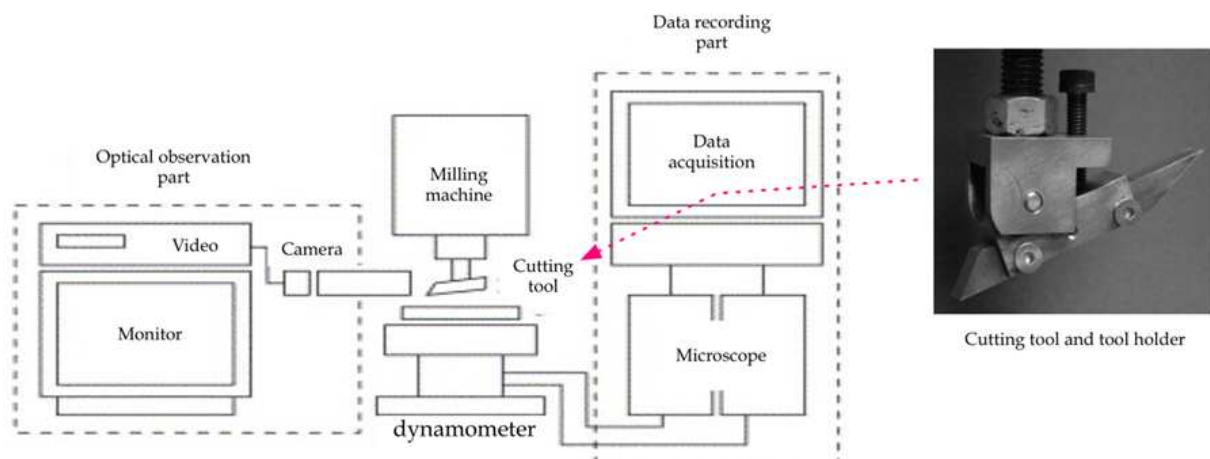 Data recording
part
Optical observation
part
Milling
machine
Data
acquisition
Video
Camera
Cutting
tool
Monitor
Microscope
dynamometer
Cutting tool and tool holder